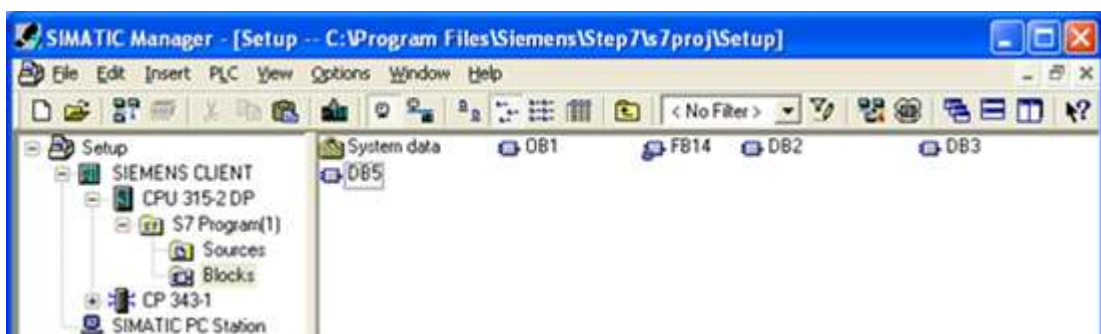 SIMATIC Manager - [Setup -- C:\Program Files\Siemens\Step7\s7proj\Setup]
File Edit Insert PLC View Options Window Help
< No Filter >
Setup
SIEMENS CLIENT
CPU 315-2 DP
S7 Program(1)
Sources
Blocks
CP 343-1
SIMATIC PC Station
System data OB1 FB14 DB2 DB3
DB5